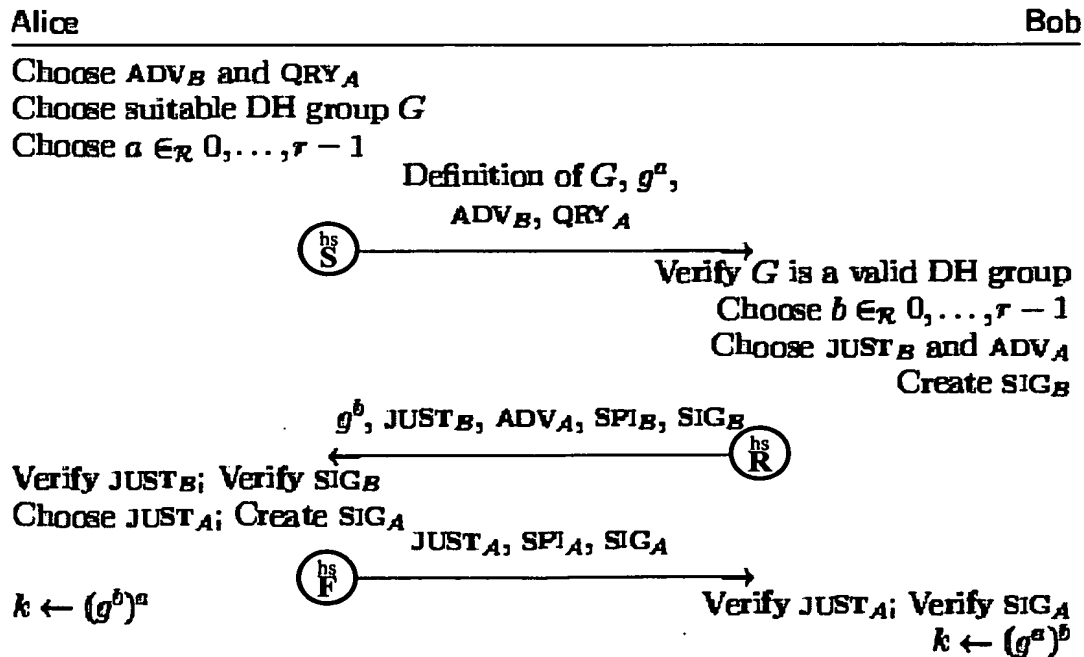 Alice Bob
Choose ADV_B and QRY_A
Choose suitable DH group G
Choose a ∈_R 0,...,r − 1
Definition of G, g^a,
ADV_B, QRY_A
hs
S
Verify G is a valid DH group
Choose b ∈_R 0,...,r − 1
Choose JUST_B and ADV_A
Create SIG_B
g^b, JUST_B, ADV_A, SPI_B, SIG_B
hs
R
Verify JUST_B; Verify SIG_B
Choose JUST_A; Create SIG_A
JUST_A, SPI_A, SIG_A
hs
F
k ← (g^b)^a
Verify JUST_A; Verify SIG_A
k ← (g^a)^b